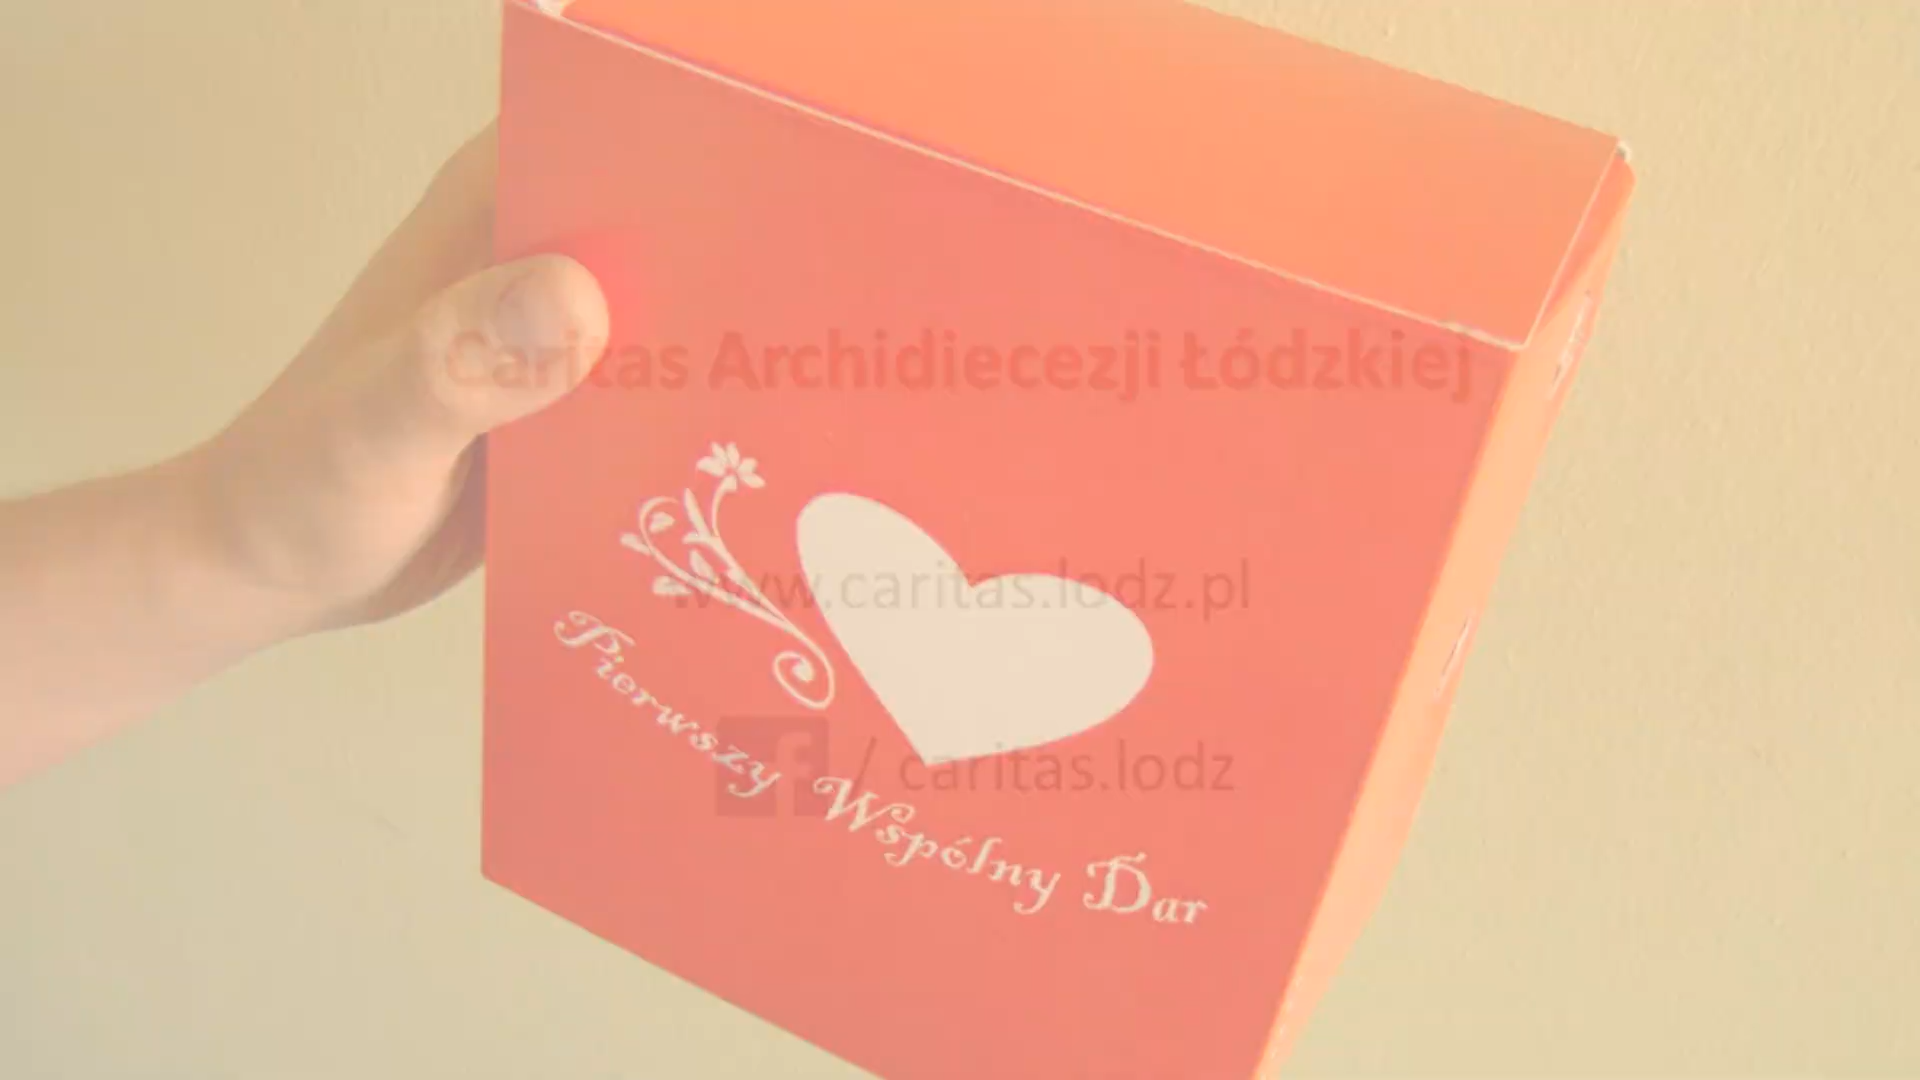 Caritas Archidiecezji Łódzkiej
www.caritas.lodz.pl
f / caritas.lodz
Pierwszy Wspólny Dar